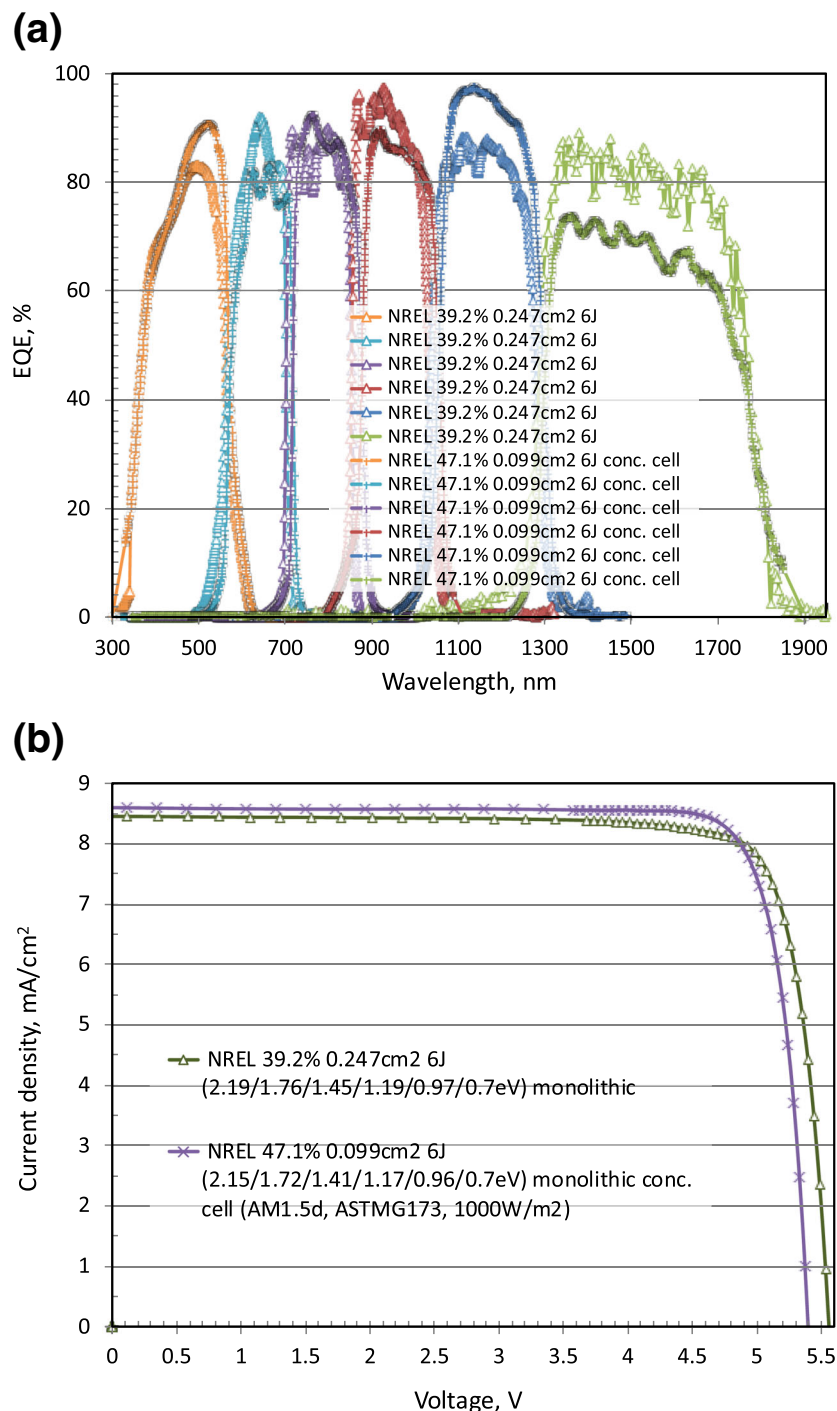 (a)
100
80
60
40
20
0
EQE, %
NREL 39.2% 0.247cm2 6J
NREL 39.2% 0.247cm2 6J
NREL 39.2% 0.247cm2 6J
NREL 39.2% 0.247cm2 6J
NREL 39.2% 0.247cm2 6J
NREL 39.2% 0.247cm2 6J
NREL 47.1% 0.099cm2 6J conc. cell
NREL 47.1% 0.099cm2 6J conc. cell
NREL 47.1% 0.099cm2 6J conc. cell
NREL 47.1% 0.099cm2 6J conc. cell
NREL 47.1% 0.099cm2 6J conc. cell
NREL 47.1% 0.099cm2 6J conc. cell
300 500 700 900 1100 1300 1500 1700 1900
Wavelength, nm
(b)
9
8
7
6
5
4
3
2
1
0
Current density, mA/cm²
NREL 39.2% 0.247cm2 6J
(2.19/1.76/1.45/1.19/0.97/0.7eV) monolithic
NREL 47.1% 0.099cm2 6J
(2.15/1.72/1.41/1.17/0.96/0.7eV) monolithic conc.
cell (AM1.5d, ASTMG173, 1000W/m2)
0 0.5 1 1.5 2 2.5 3 3.5 4 4.5 5 5.5
Voltage, V